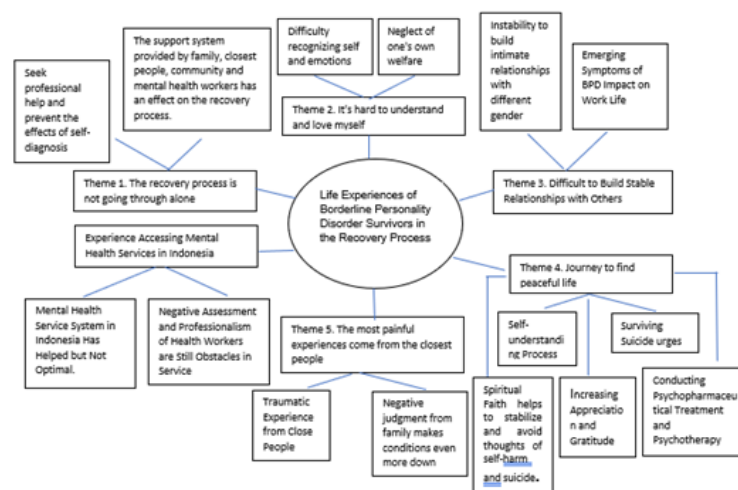 Seek
professional
help and
prevent the
effects of self-
diagnosis
The support system
provided by family, closest
people, community and
mental health workers has
an effect on the recovery
process.
Theme 1. The recovery process is
not going through alone
Difficulty
recognizing self
and emotions
Neglect of
one's own
welfare
Theme 2. It's hard to understand
and love myself
Instability to
build
intimate
relationships
with
different
gender
Emerging
Symptoms of
BPD Impact on
Work Life
Theme 3. Difficult to Build Stable
Relationships with Others
Life Experiences of
Borderline Personality
Disorder Survivors in
the Recovery Process
Experience Accessing Mental
Health Services in Indonesia
Mental Health
Service System in
Indonesia Has
Helped but Not
Optimal.
Negative Assessment
and Professionalism
of Health Workers
are Still Obstacles in
Service
Theme 5. The most painful
experiences come from the closest
people
Traumatic
Experience
from Close
People
Negative
judgment from
family makes
conditions even
more down
Theme 4. Journey to find
peaceful life
Self-
understandi
ng Process
Surviving
Suicide urges
Spiritual
Faith helps
to stabilize
and avoid
thoughts of
self-harm
and suicide.
Increasing
Appreciatio
n and
Gratitude
Conducting
Psychopharmaceu
tical Treatment
and
Psychotherapy